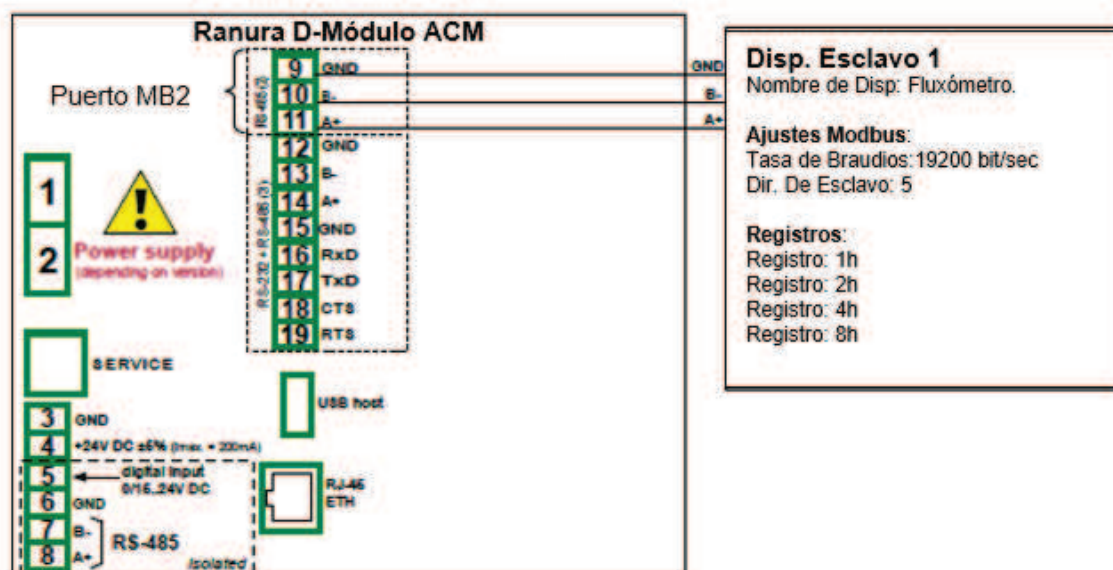 Ranura D-Módulo ACM
Puerto MB2
RS-485 (2)
9 GND
10 B-
11 A+
GND
B-
A+
RS-232 + RS-485 (3)
12 GND
13 B-
14 A+
15 GND
16 RxD
17 TxD
18 CTS
19 RTS
1
2
Power supply
(depending on version)
SERVICE
USB host
3 GND
4 +24V DC ±5% (Imax. = 200mA)
5 digital input
0/15..24V DC
6 GND
7 B-
8 A+
RS-485
Isolated
RJ-45
ETH
Disp. Esclavo 1
Nombre de Disp: Fluxómetro.
Ajustes Modbus:
Tasa de Braudios: 19200 bit/sec
Dir. De Esclavo: 5
Registros:
Registro: 1h
Registro: 2h
Registro: 4h
Registro: 8h